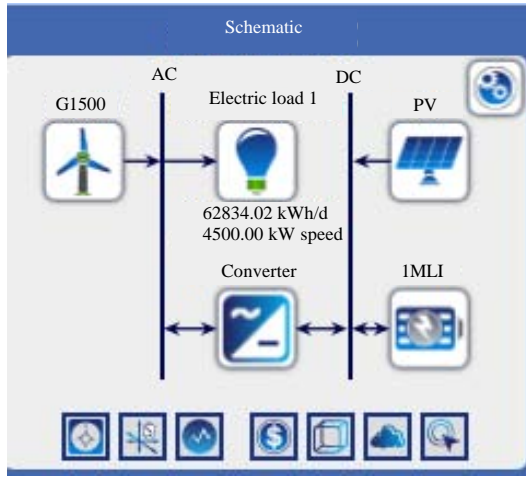 Schematic
AC
DC
G1500
Electric load 1
PV
62834.02 kWh/d
4500.00 kW speed
Converter
1MLI